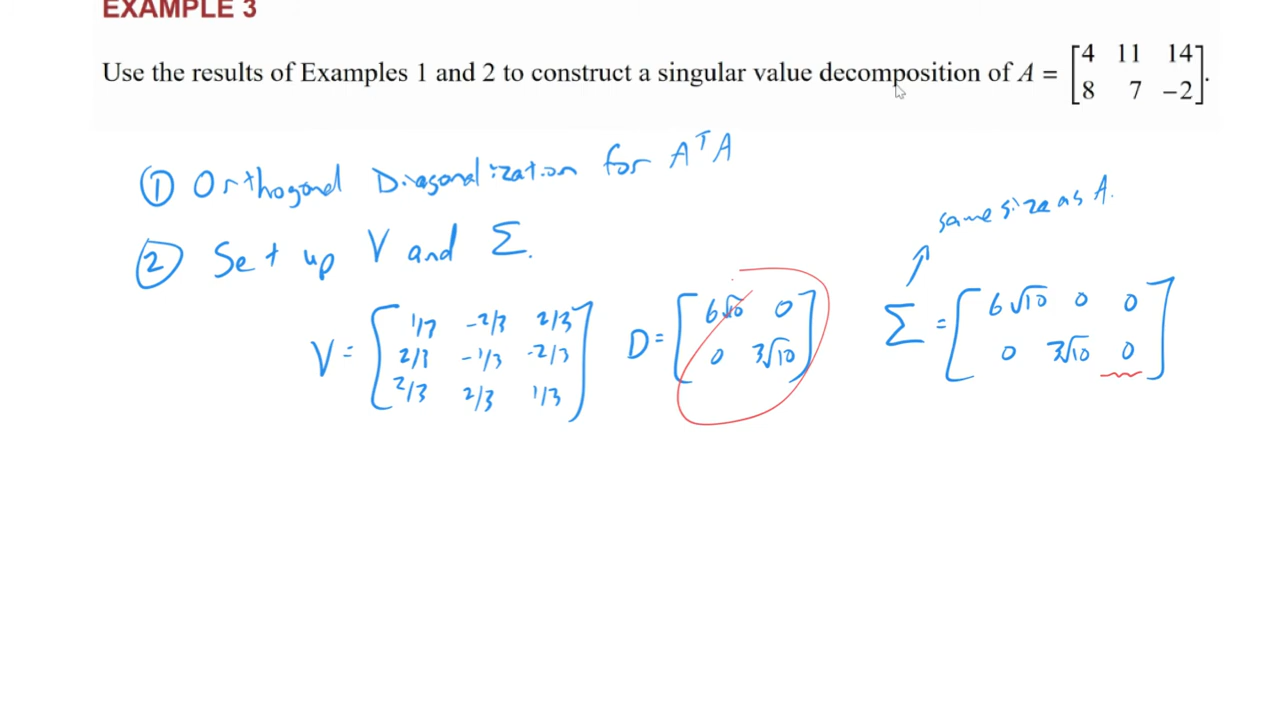 EXAMPLE 3
Use the results of Examples 1 and 2 to construct a singular value decomposition of A = [4 11 14
8 7 −2].
① Orthogonal Diagonalization for AᵀA
② Set up V and Σ.
same size as A.
V = [1/3 -2/3 2/3
2/3 -1/3 -2/3
2/3 2/3 1/3]
D = [6√10 0
0 3√10]
Σ = [6√10 0 0
0 3√10 0]